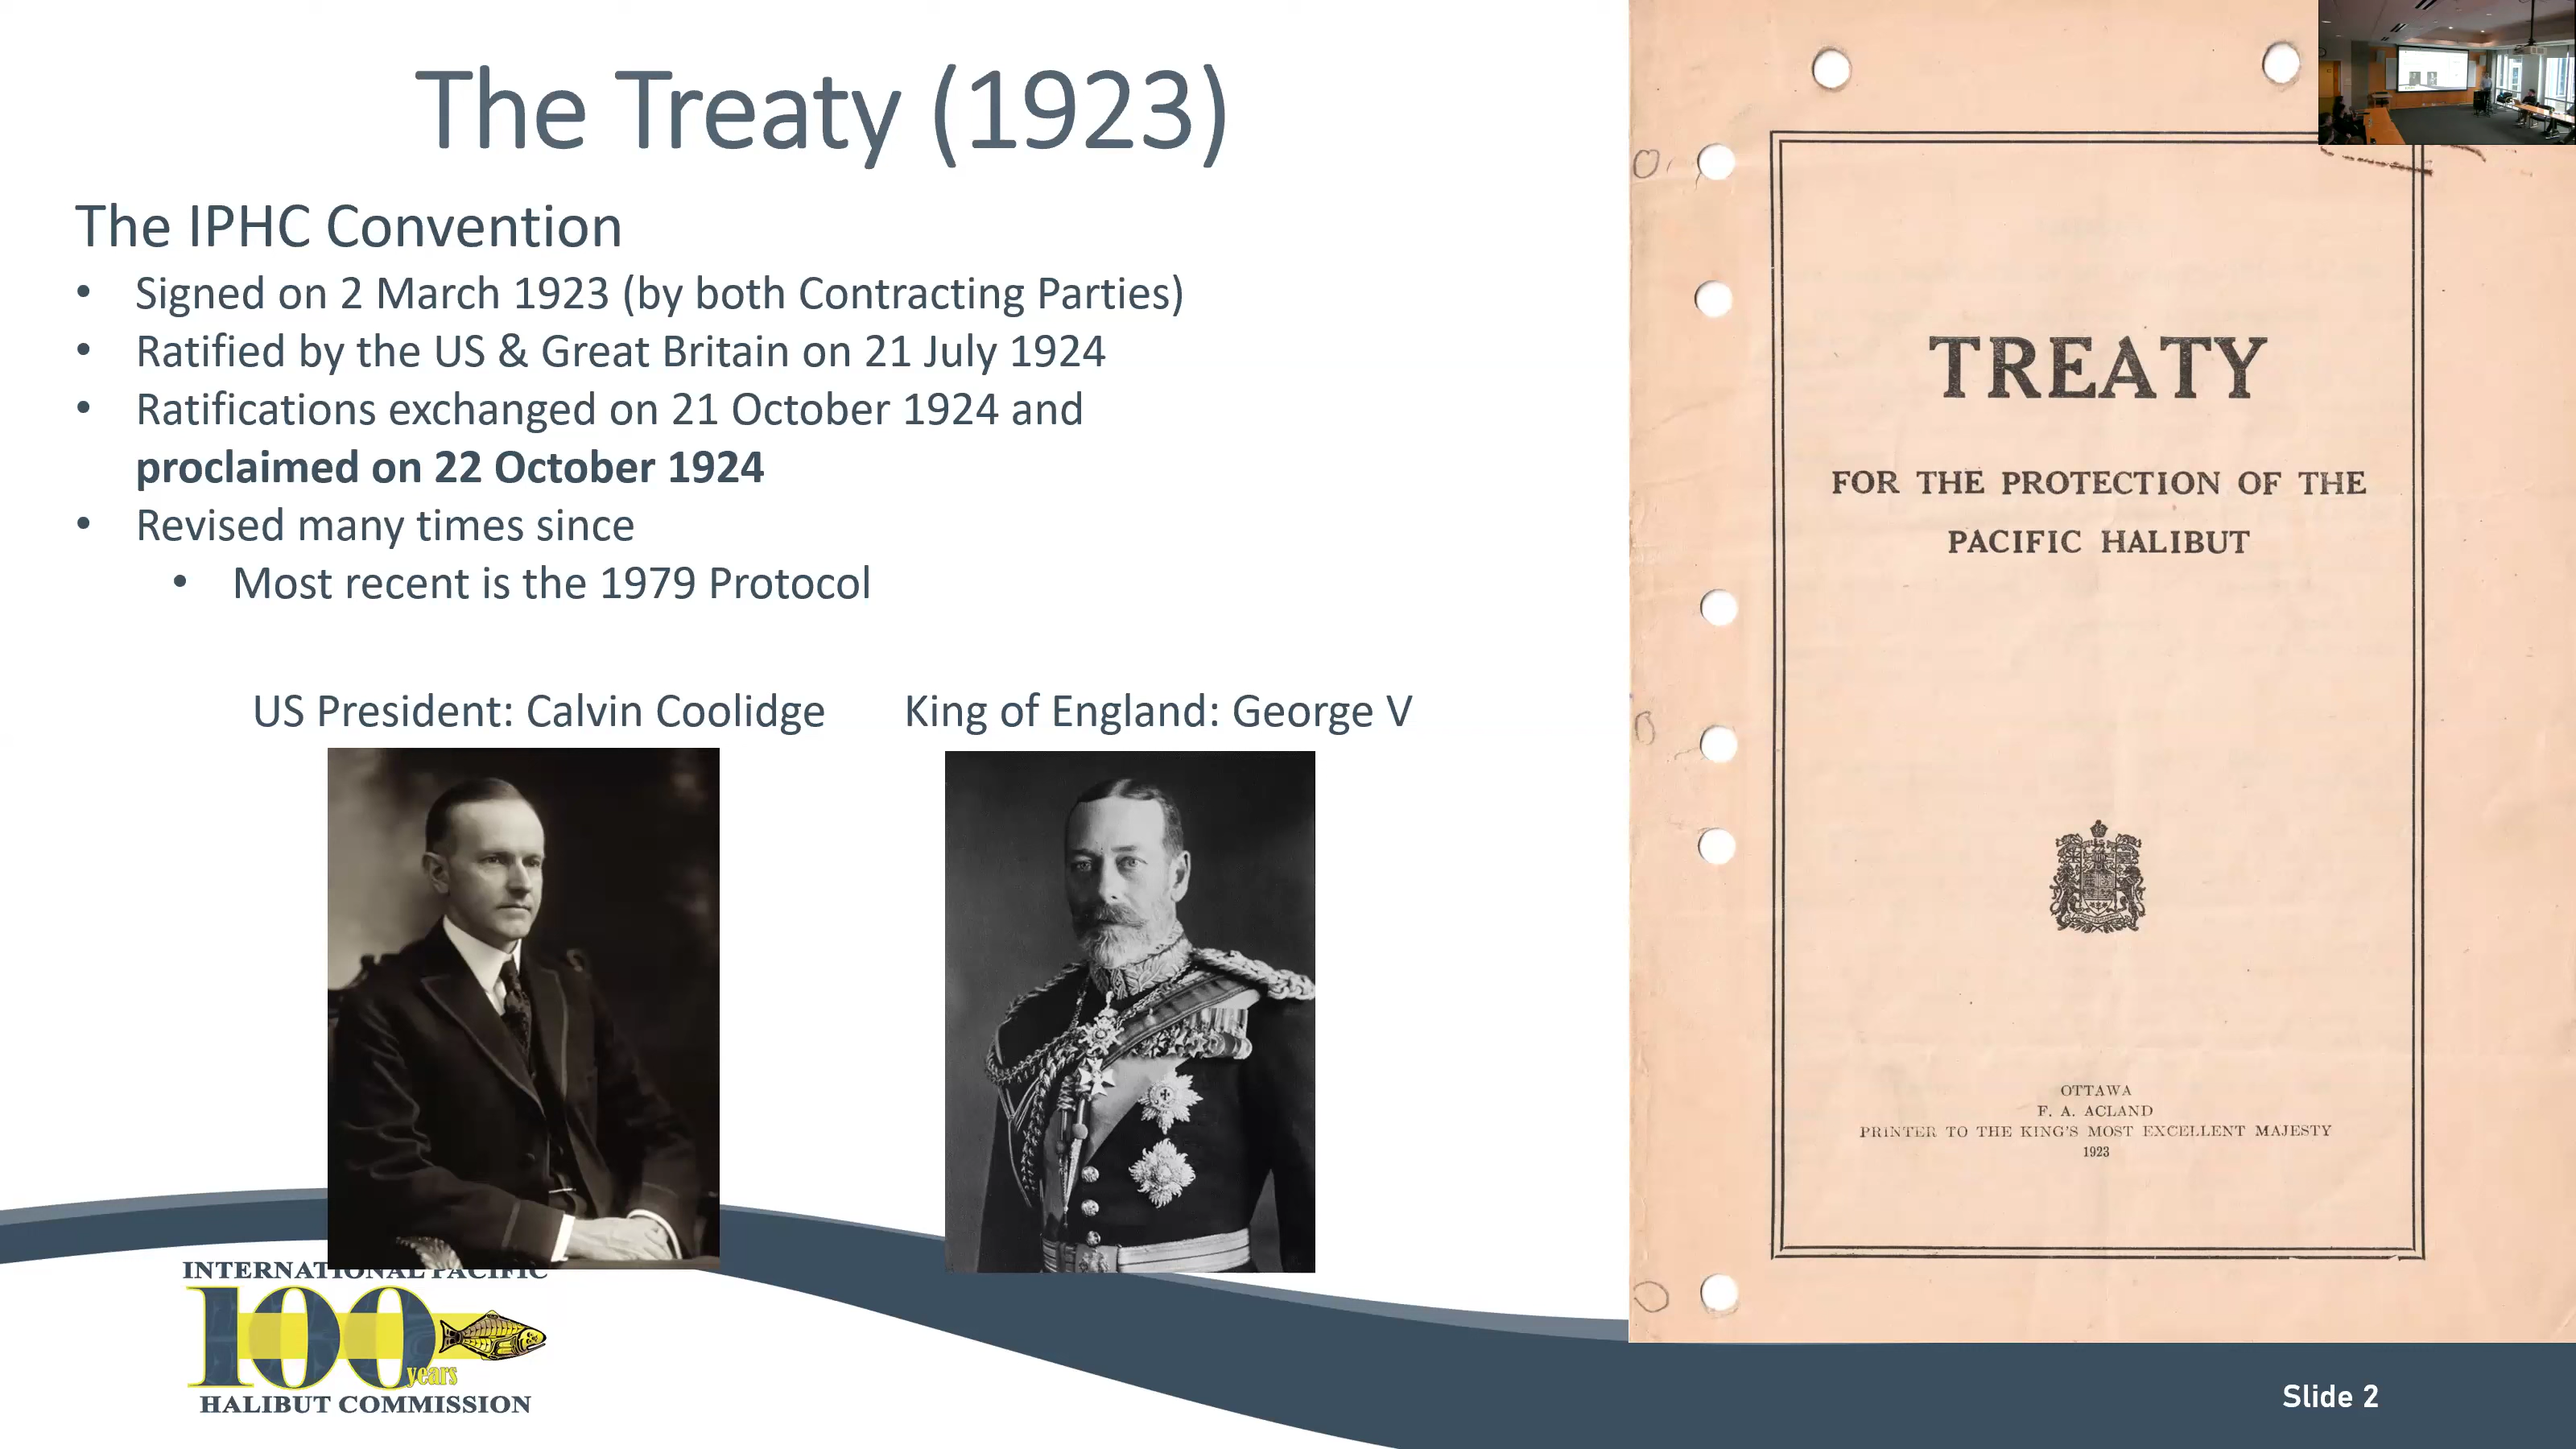 The Treaty (1923)
The IPHC Convention
• Signed on 2 March 1923 (by both Contracting Parties)
• Ratified by the US & Great Britain on 21 July 1924
• Ratifications exchanged on 21 October 1924 and
proclaimed on 22 October 1924
• Revised many times since
• Most recent is the 1979 Protocol
US President: Calvin Coolidge
King of England: George V
INTERNATIONAL PACIFIC
100
years
HALIBUT COMMISSION
TREATY
FOR THE PROTECTION OF THE
PACIFIC HALIBUT
OTTAWA
F. A. ACLAND
PRINTER TO THE KING'S MOST EXCELLENT MAJESTY
1923
Slide 2